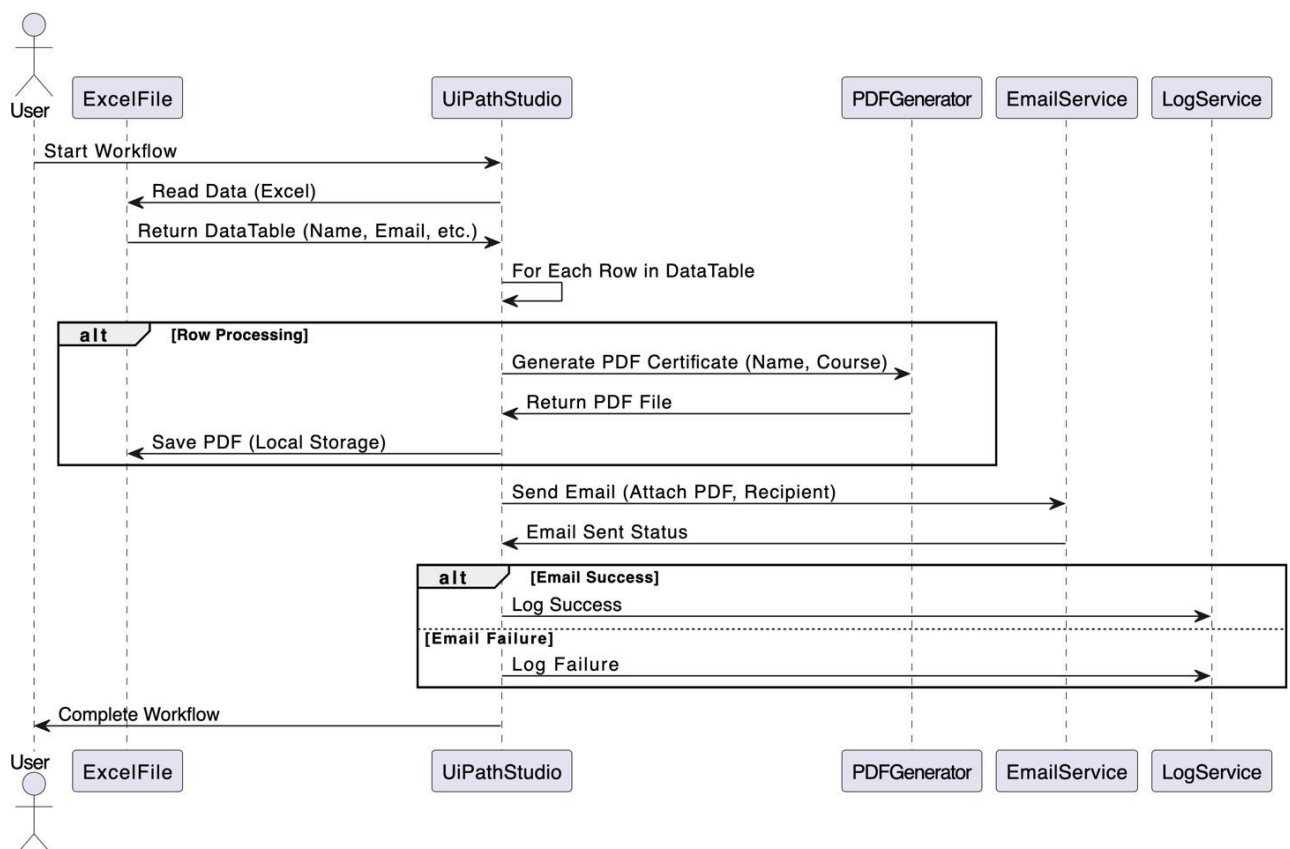 User
ExcelFile
UiPathStudio
PDFGenerator
EmailService
LogService
Start Workflow
Read Data (Excel)
Return DataTable (Name, Email, etc.)
For Each Row in DataTable
alt [Row Processing]
Generate PDF Certificate (Name, Course)
Return PDF File
Save PDF (Local Storage)
Send Email (Attach PDF, Recipient)
Email Sent Status
alt [Email Success]
Log Success
[Email Failure]
Log Failure
Complete Workflow
User
ExcelFile
UiPathStudio
PDFGenerator
EmailService
LogService